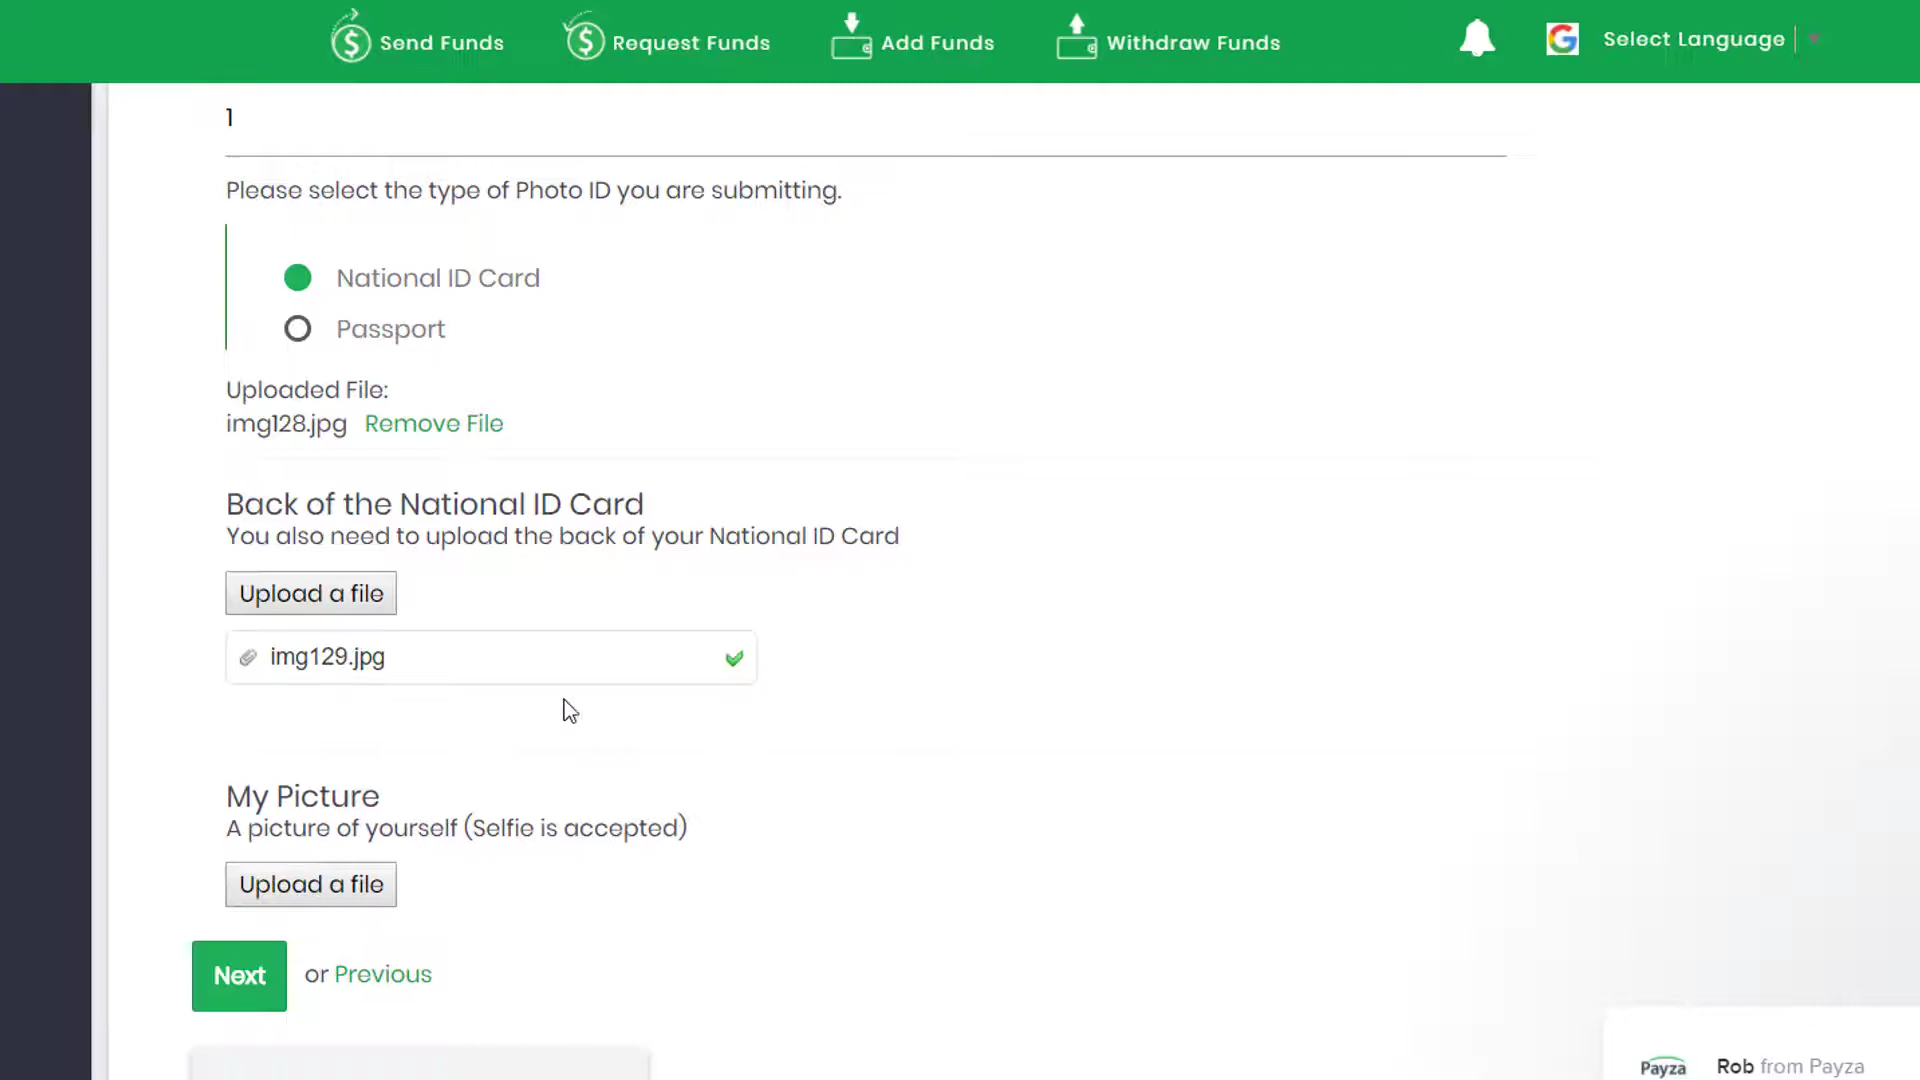 Send Funds
Request Funds
Add Funds
Withdraw Funds
Select Language
1
Please select the type of Photo ID you are submitting.
National ID Card
Passport
Uploaded File:
img128.jpg Remove File
Back of the National ID Card
You also need to upload the back of your National ID Card
Upload a file
img129.jpg
My Picture
A picture of yourself (Selfie is accepted)
Upload a file
Next or Previous
Payza Rob from Payza